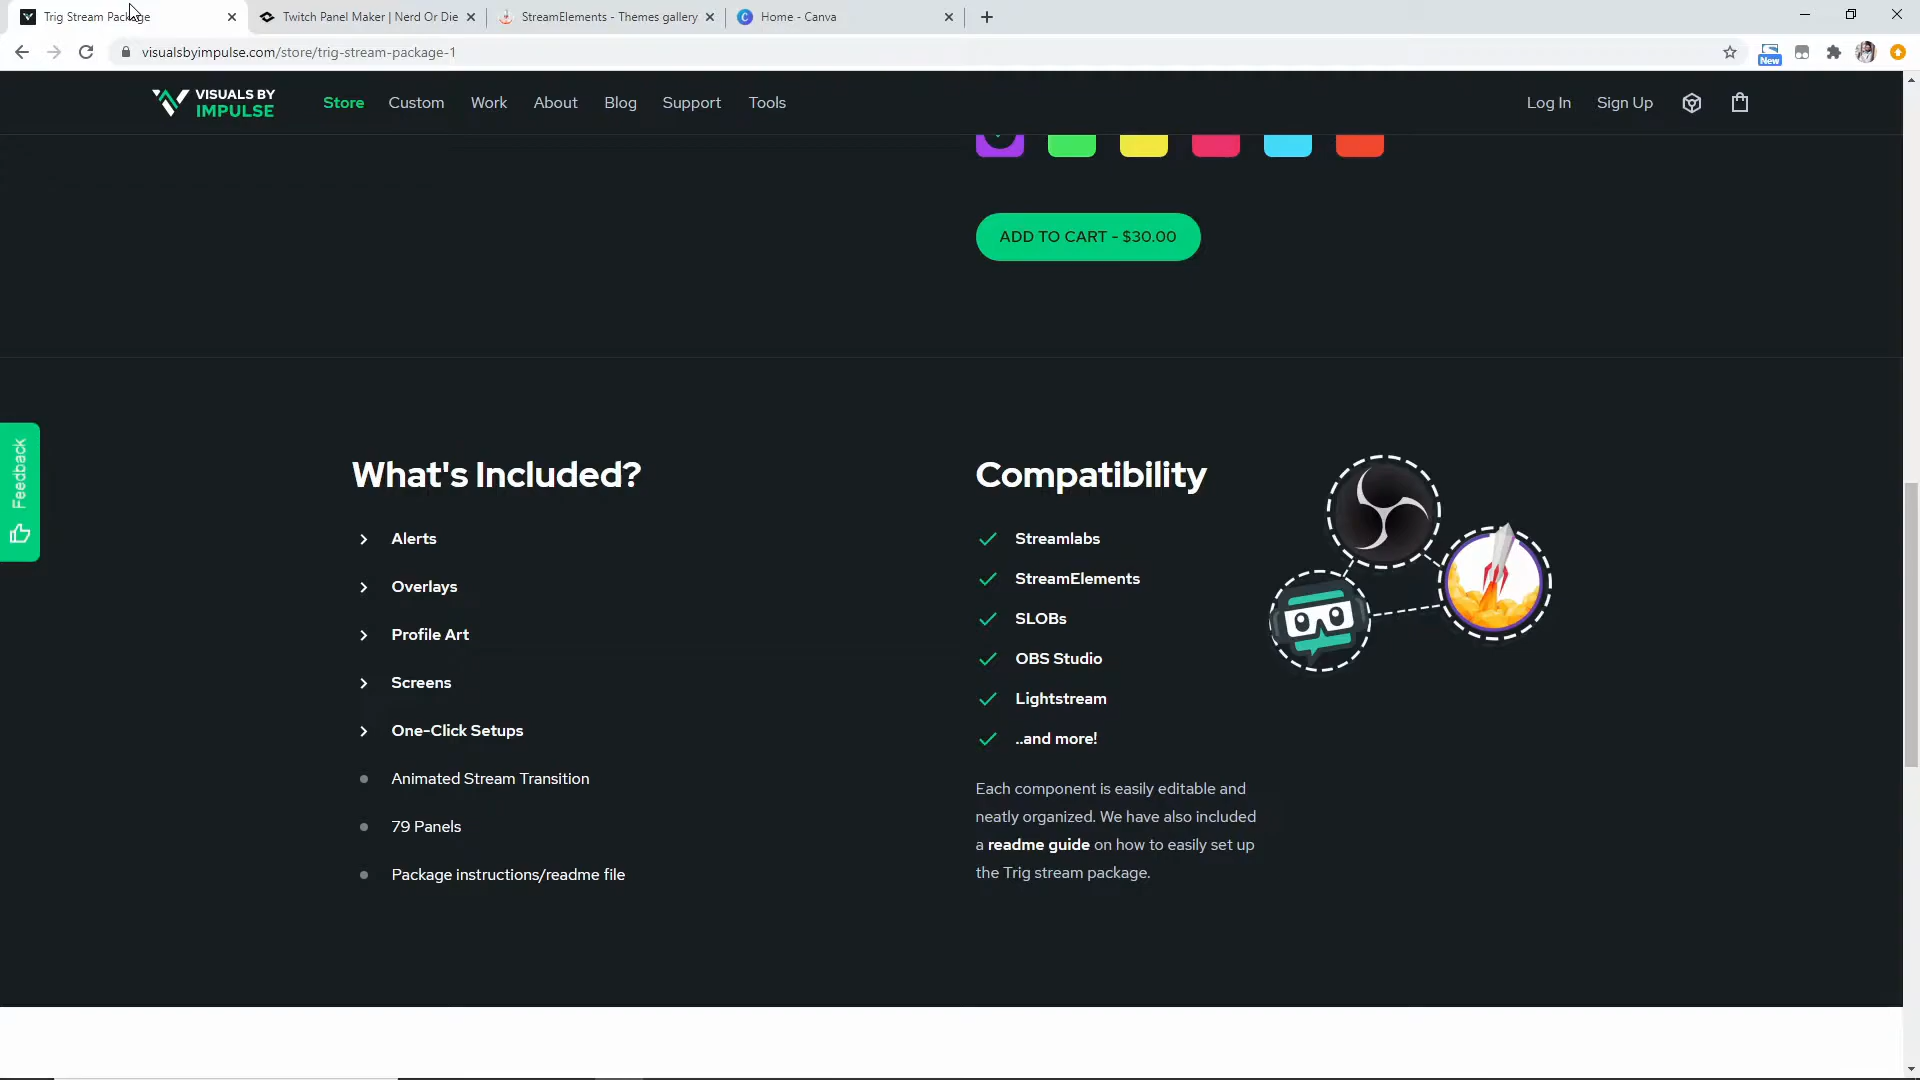 Trig Stream Package
Twitch Panel Maker | Nerd Or Die
StreamElements - Themes gallery
Home - Canva
visualsbyimpulse.com/store/trig-stream-package-1
New
VISUALS BY
IMPULSE
Store
Custom
Work
About
Blog
Support
Tools
Log In
Sign Up
ADD TO CART - $30.00
Feedback
What's Included?
Alerts
Overlays
Profile Art
Screens
One-Click Setups
Animated Stream Transition
79 Panels
Package instructions/readme file
Compatibility
Streamlabs
StreamElements
SLOBs
OBS Studio
Lightstream
..and more!
Each component is easily editable and
neatly organized. We have also included
a readme guide on how to easily set up
the Trig stream package.